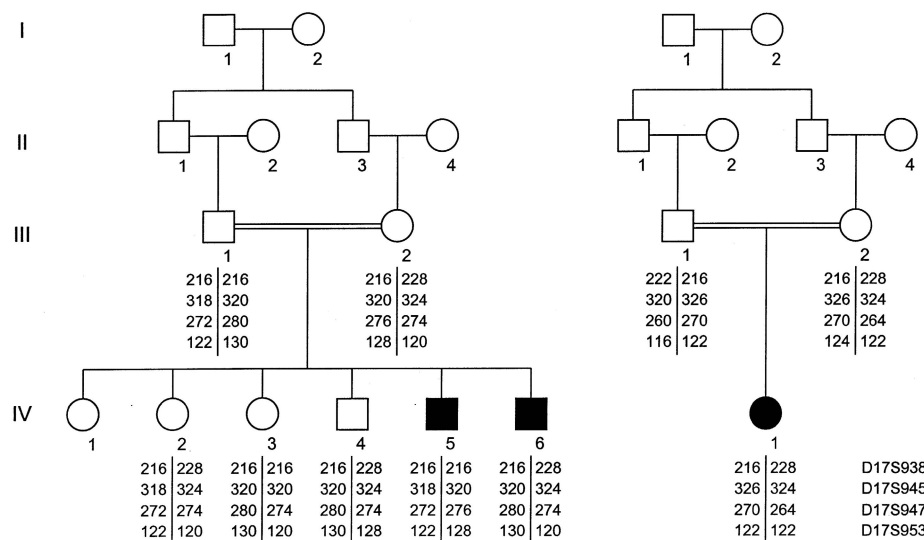 I
1 2 1 2
II
1 2 3 4 1 2 3 4
III
1 2 1 2
216 216 216 228 222 216 216 228
318 320 320 324 320 326 326 324
272 280 276 274 260 270 270 264
122 130 128 120 116 122 124 122
IV
1 2 3 4 5 6 1
216 228 216 216 216 228 216 216 216 228 216 228 D17S938
318 324 320 320 320 324 318 320 320 324 326 324 D17S945
272 274 280 274 280 274 272 276 280 274 270 264 D17S947
122 120 130 120 130 128 122 128 130 120 122 122 D17S953